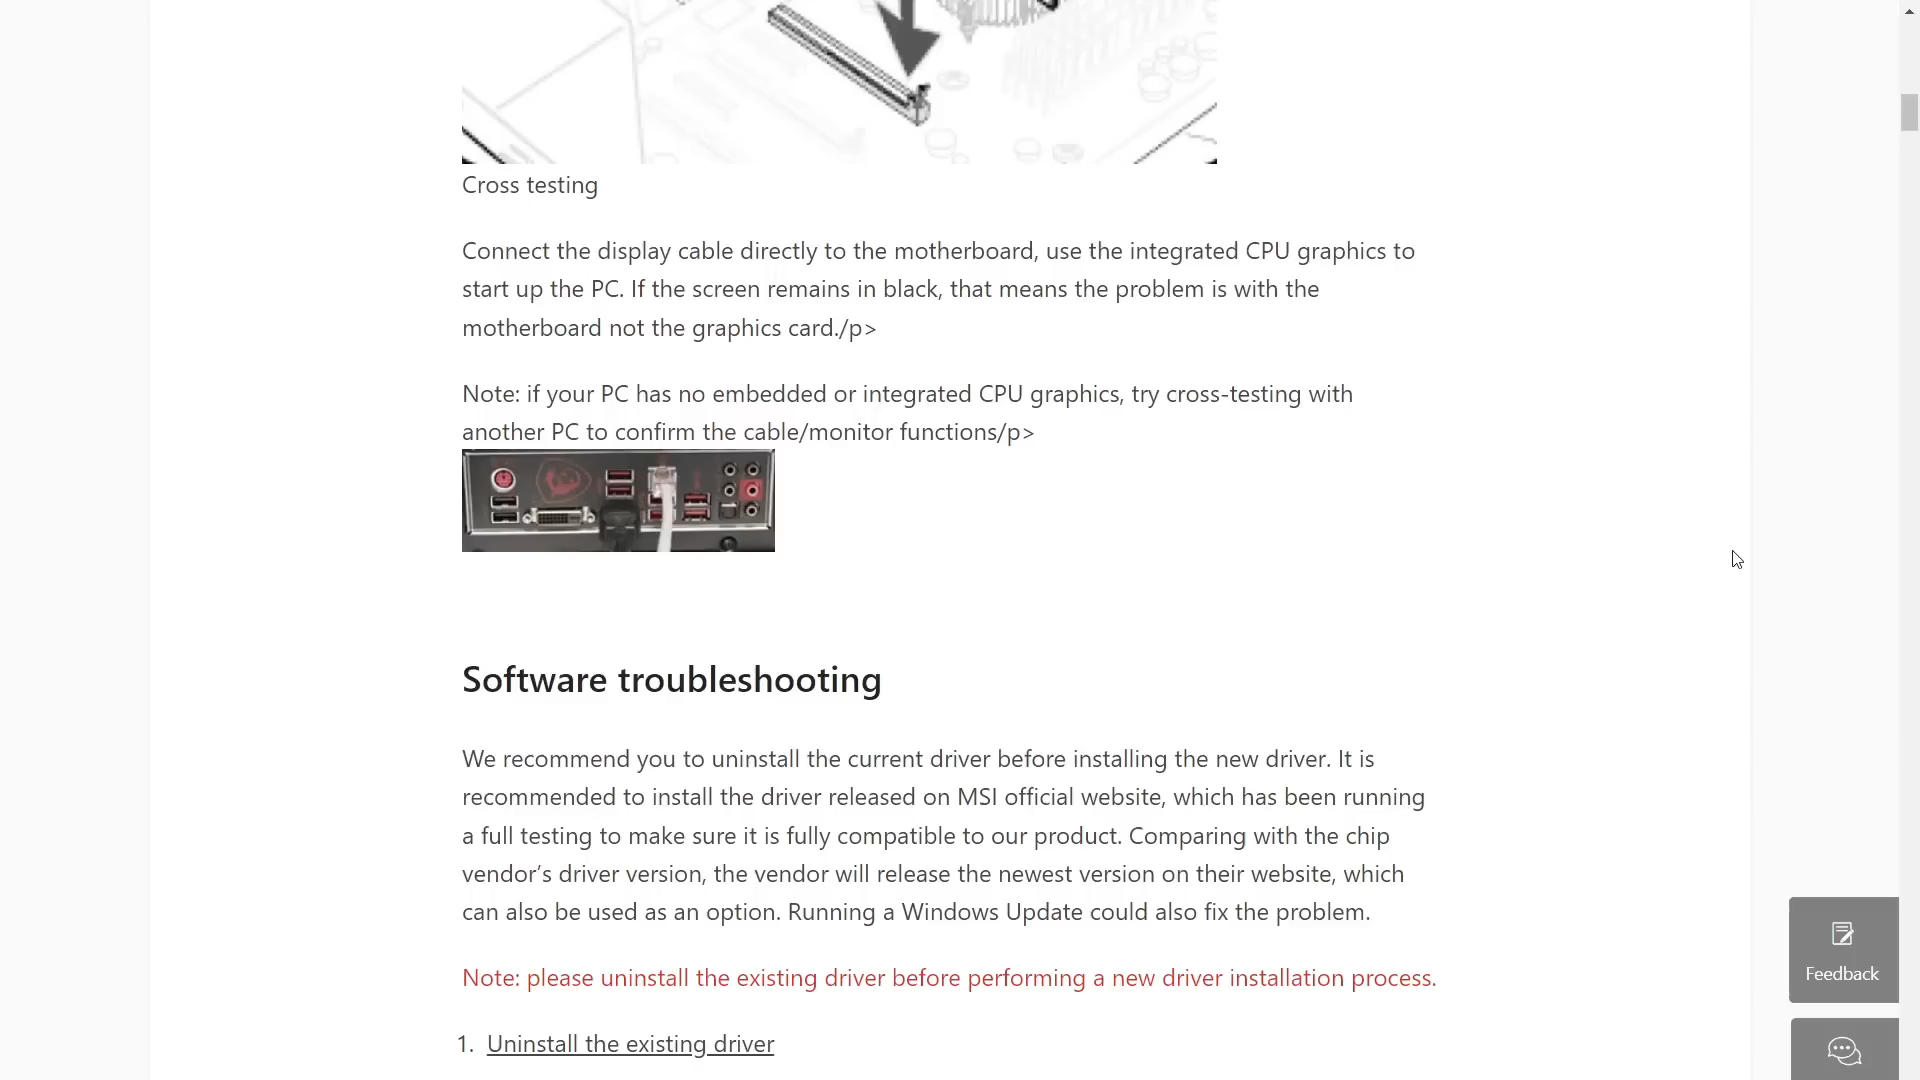 Cross testing
Connect the display cable directly to the motherboard, use the integrated CPU graphics to
start up the PC. If the screen remains in black, that means the problem is with the
motherboard not the graphics card./p>
Note: if your PC has no embedded or integrated CPU graphics, try cross-testing with
another PC to confirm the cable/monitor functions/p>
Software troubleshooting
We recommend you to uninstall the current driver before installing the new driver. It is
recommended to install the driver released on MSI official website, which has been running
a full testing to make sure it is fully compatible to our product. Comparing with the chip
vendor’s driver version, the vendor will release the newest version on their website, which
can also be used as an option. Running a Windows Update could also fix the problem.
Note: please uninstall the existing driver before performing a new driver installation process.
1. Uninstall the existing driver
Feedback